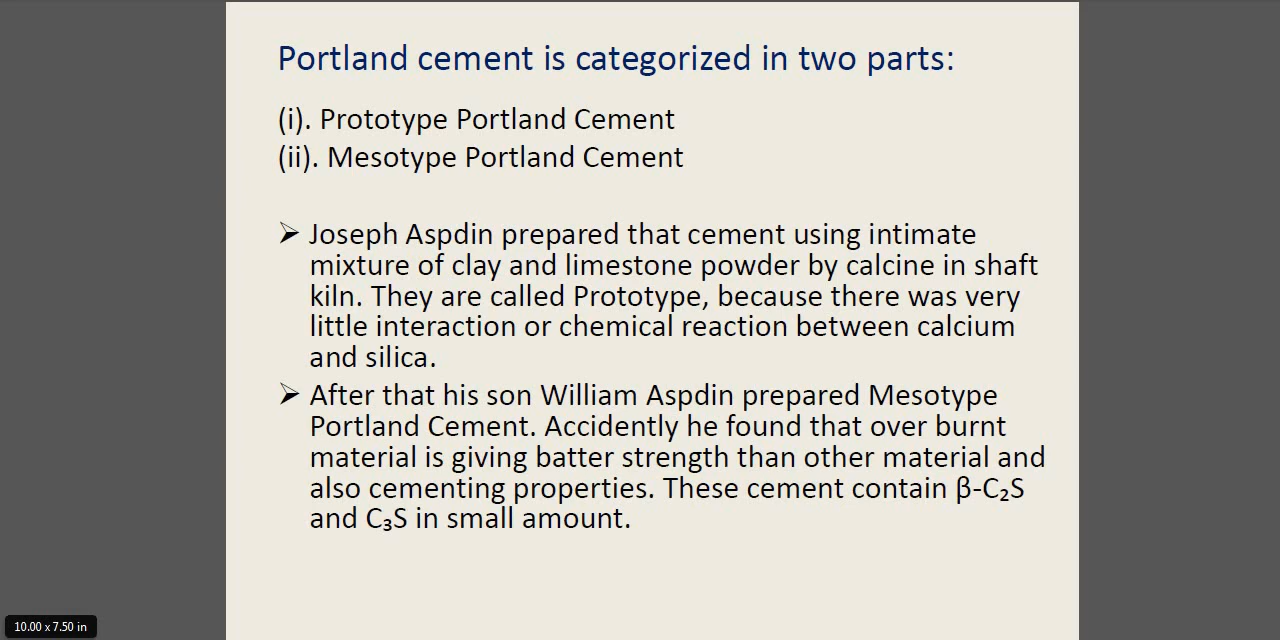 Portland cement is categorized in two parts:
(i). Prototype Portland Cement
(ii). Mesotype Portland Cement
➢ Joseph Aspdin prepared that cement using intimate
mixture of clay and limestone powder by calcine in shaft
kiln. They are called Prototype, because there was very
little interaction or chemical reaction between calcium
and silica.
➢ After that his son William Aspdin prepared Mesotype
Portland Cement. Accidently he found that over burnt
material is giving batter strength than other material and
also cementing properties. These cement contain β-C₂S
and C₃S in small amount.
10.00 x 7.50 in